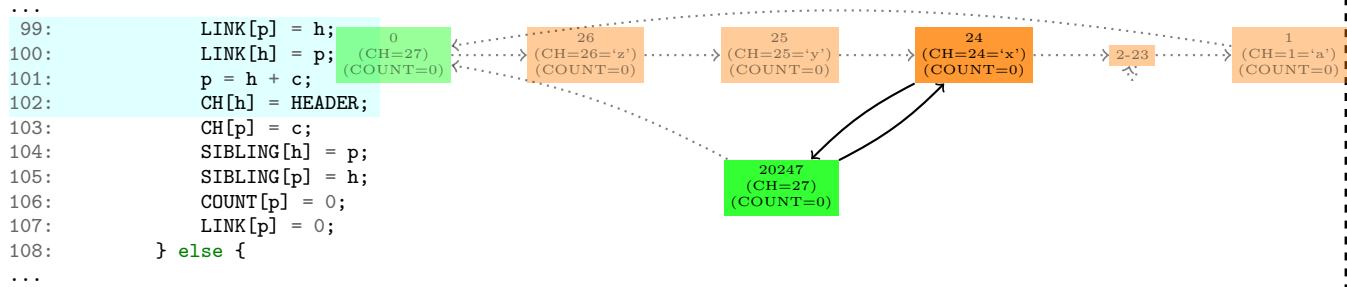 ...
99: LINK[p] = h;
100: LINK[h] = p;
101: p = h + c;
102: CH[h] = HEADER;
103: CH[p] = c;
104: SIBLING[h] = p;
105: SIBLING[p] = h;
106: COUNT[p] = 0;
107: LINK[p] = 0;
108: } else {
...
0
(CH=27)
(COUNT=0)
26
(CH=26=‘z’)
(COUNT=0)
25
(CH=25=‘y’)
(COUNT=0)
24
(CH=24=‘x’)
(COUNT=0)
2-23
1
(CH=1=‘a’)
(COUNT=0)
20247
(CH=27)
(COUNT=0)